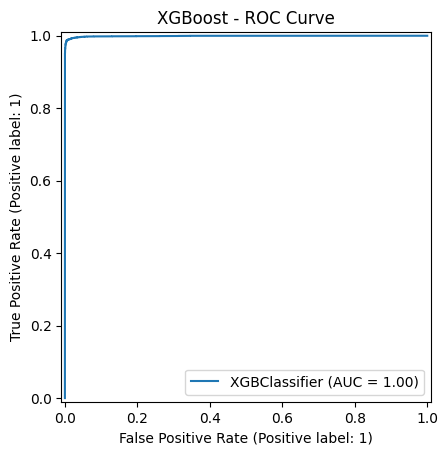 XGBoost - ROC Curve
1.0
0.8
0.6
0.4
0.2
0.0
True Positive Rate (Positive label: 1)
XGBClassifier (AUC = 1.00)
0.0 0.2 0.4 0.6 0.8 1.0
False Positive Rate (Positive label: 1)